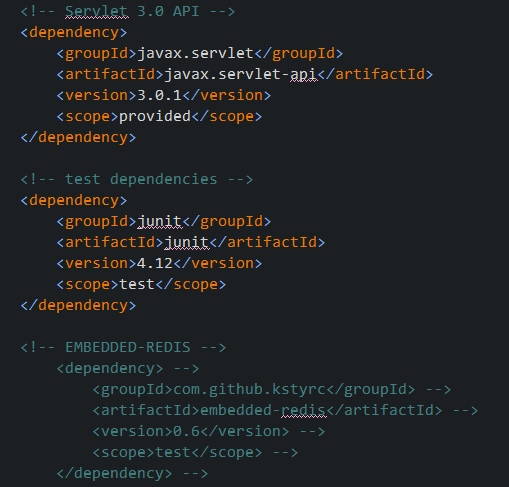 <!-- Servlet 3.0 API -->
<dependency>
<groupId>javax.servlet</groupId>
<artifactId>javax.servlet-api</artifactId>
<version>3.0.1</version>
<scope>provided</scope>
</dependency>
<!-- test dependencies -->
<dependency>
<groupId>junit</groupId>
<artifactId>junit</artifactId>
<version>4.12</version>
<scope>test</scope>
</dependency>
<!-- EMBEDDED-REDIS -->
<dependency> -->
<groupId>com.github.kstyrc</groupId> -->
<artifactId>embedded-redis</artifactId> -->
<version>0.6</version> -->
<scope>test</scope> -->
</dependency> -->